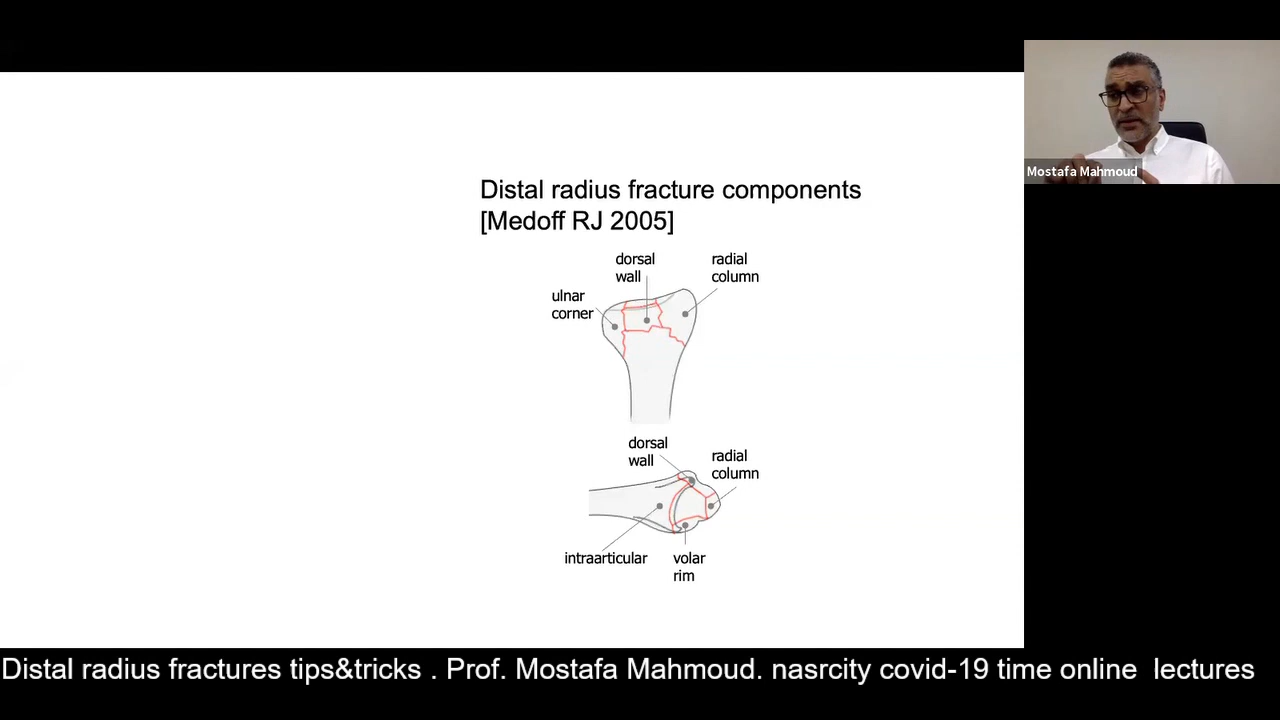 Mostafa Mahmoud
Distal radius fracture components
[Medoff RJ 2005]
dorsal
wall
radial
column
ulnar
corner
dorsal
wall
radial
column
intraarticular
volar
rim
Distal radius fractures tips&tricks . Prof. Mostafa Mahmoud. nasrcity covid-19 time online lectures